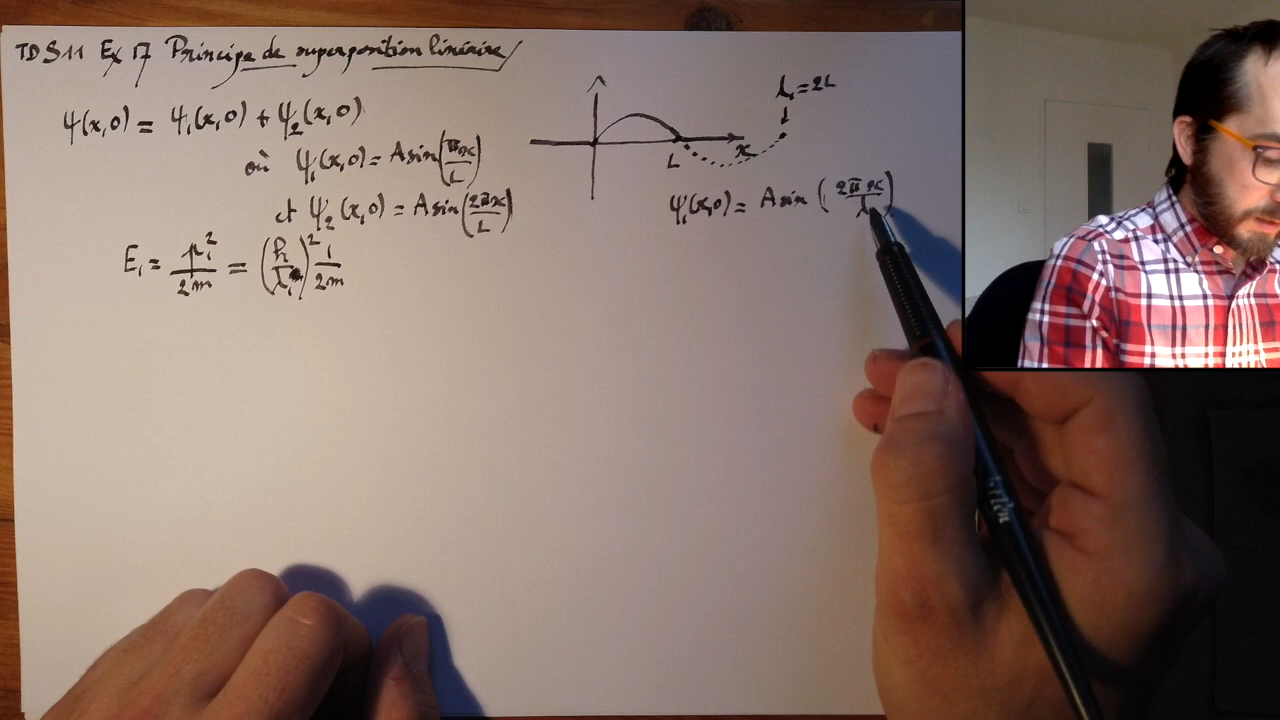 TD S11 Ex 17 Principe de superposition linéaire
ψ(x,0) = ψ₁(x,0) + ψ₂(x,0)
où ψ₁(x,0) = A sin(πx/L)
et ψ₂(x,0) = A sin(2πx/L)
E₁ = p₁²/2m = (h/λ₁)² 1/2m
λ₁ = 2L
L
x
ψ₁(x,0) = A sin(2πx/λ₁)